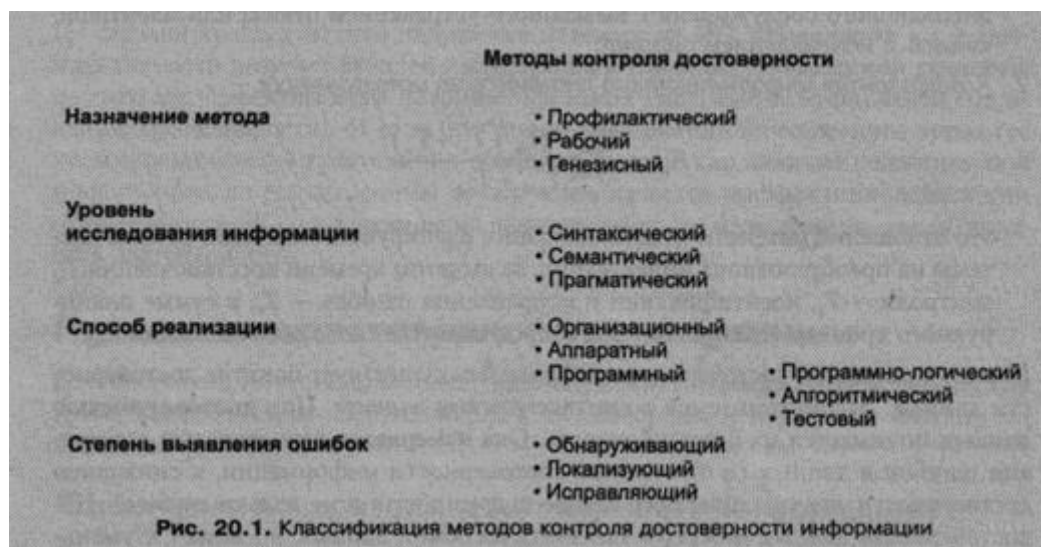 Методы контроля достоверности
Назначение метода
• Профилактический
• Рабочий
• Генезисный
Уровень
исследования информации
• Синтаксический
• Семантический
• Прагматический
Способ реализации
• Организационный
• Аппаратный
• Программный
• Программно-логический
• Алгоритмический
• Тестовый
Степень выявления ошибок
• Обнаруживающий
• Локализующий
• Исправляющий
Рис. 20.1. Классификация методов контроля достоверности информации